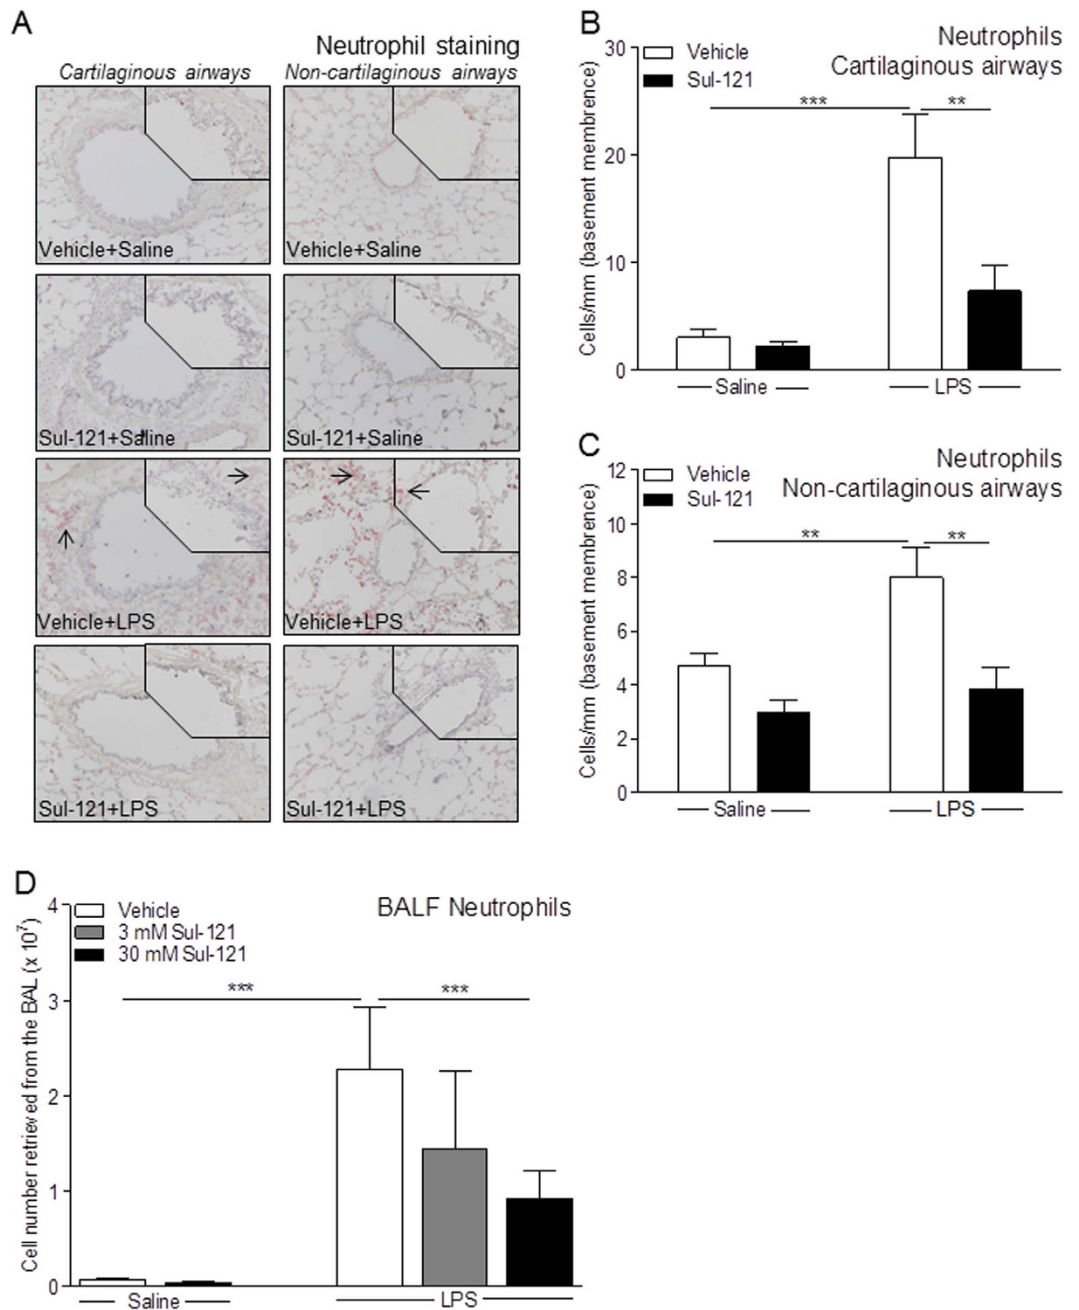 A
Neutrophil staining
Cartilaginous airways
Non-cartilaginous airways
Vehicle+Saline
Vehicle+Saline
Sul-121+Saline
Sul-121+Saline
Vehicle+LPS
Vehicle+LPS
Sul-121+LPS
Sul-121+LPS
B
Neutrophils
Cartilaginous airways
Vehicle
Sul-121
Cells/mm (basement membrence)
30
20
10
0
***
**
Saline
LPS
C
Neutrophils
Non-cartilaginous airways
Vehicle
Sul-121
Cells/mm (basement membrence)
12
10
8
6
4
2
0
**
**
Saline
LPS
D
BALF Neutrophils
Vehicle
3 mM Sul-121
30 mM Sul-121
Cell number retrieved from the BAL (x 10⁷)
4
3
2
1
0
***
***
Saline
LPS